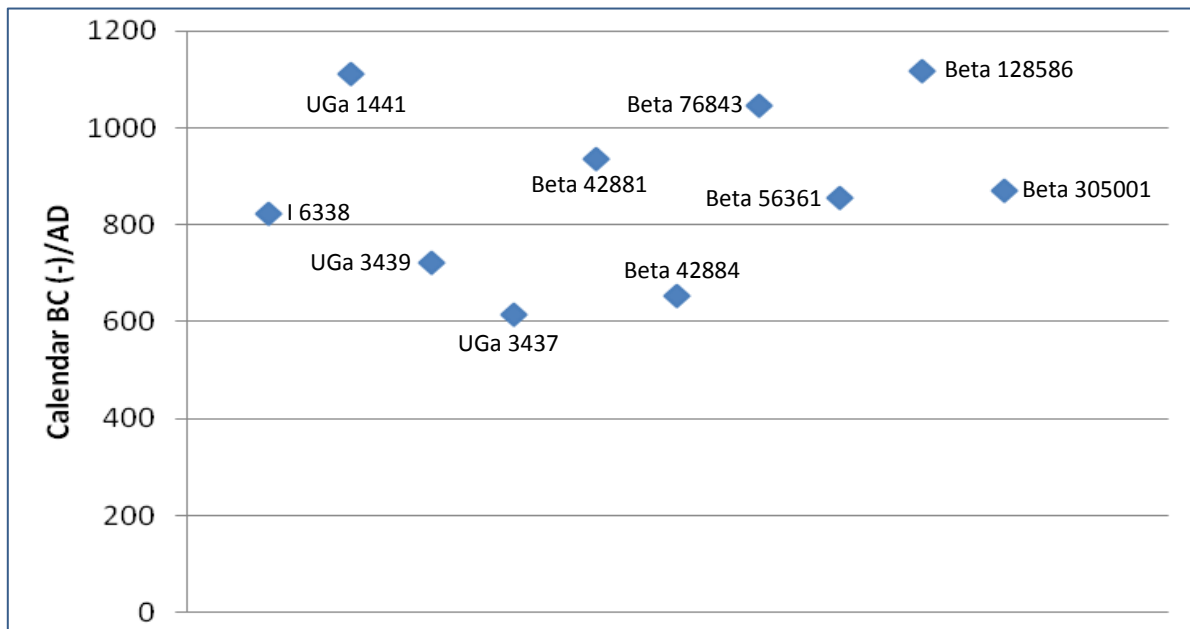 Calendar BC (-)/AD
1200
1000
800
600
400
200
0
UGa 1441
Beta 76843
Beta 128586
Beta 42881
Beta 56361
Beta 305001
I 6338
UGa 3439
Beta 42884
UGa 3437